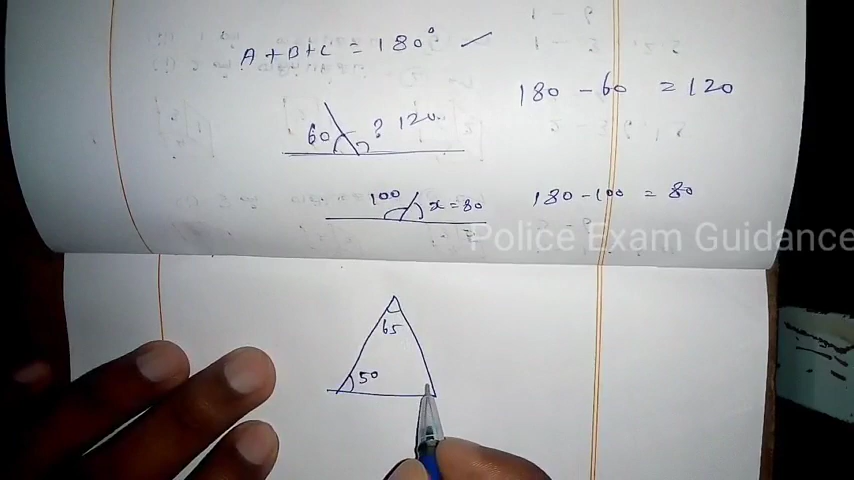 A + B + C = 180°
180 - 60 = 120
60 ? 120
100 x = 80
180 - 100 = 80
Police Exam Guidance
65
50